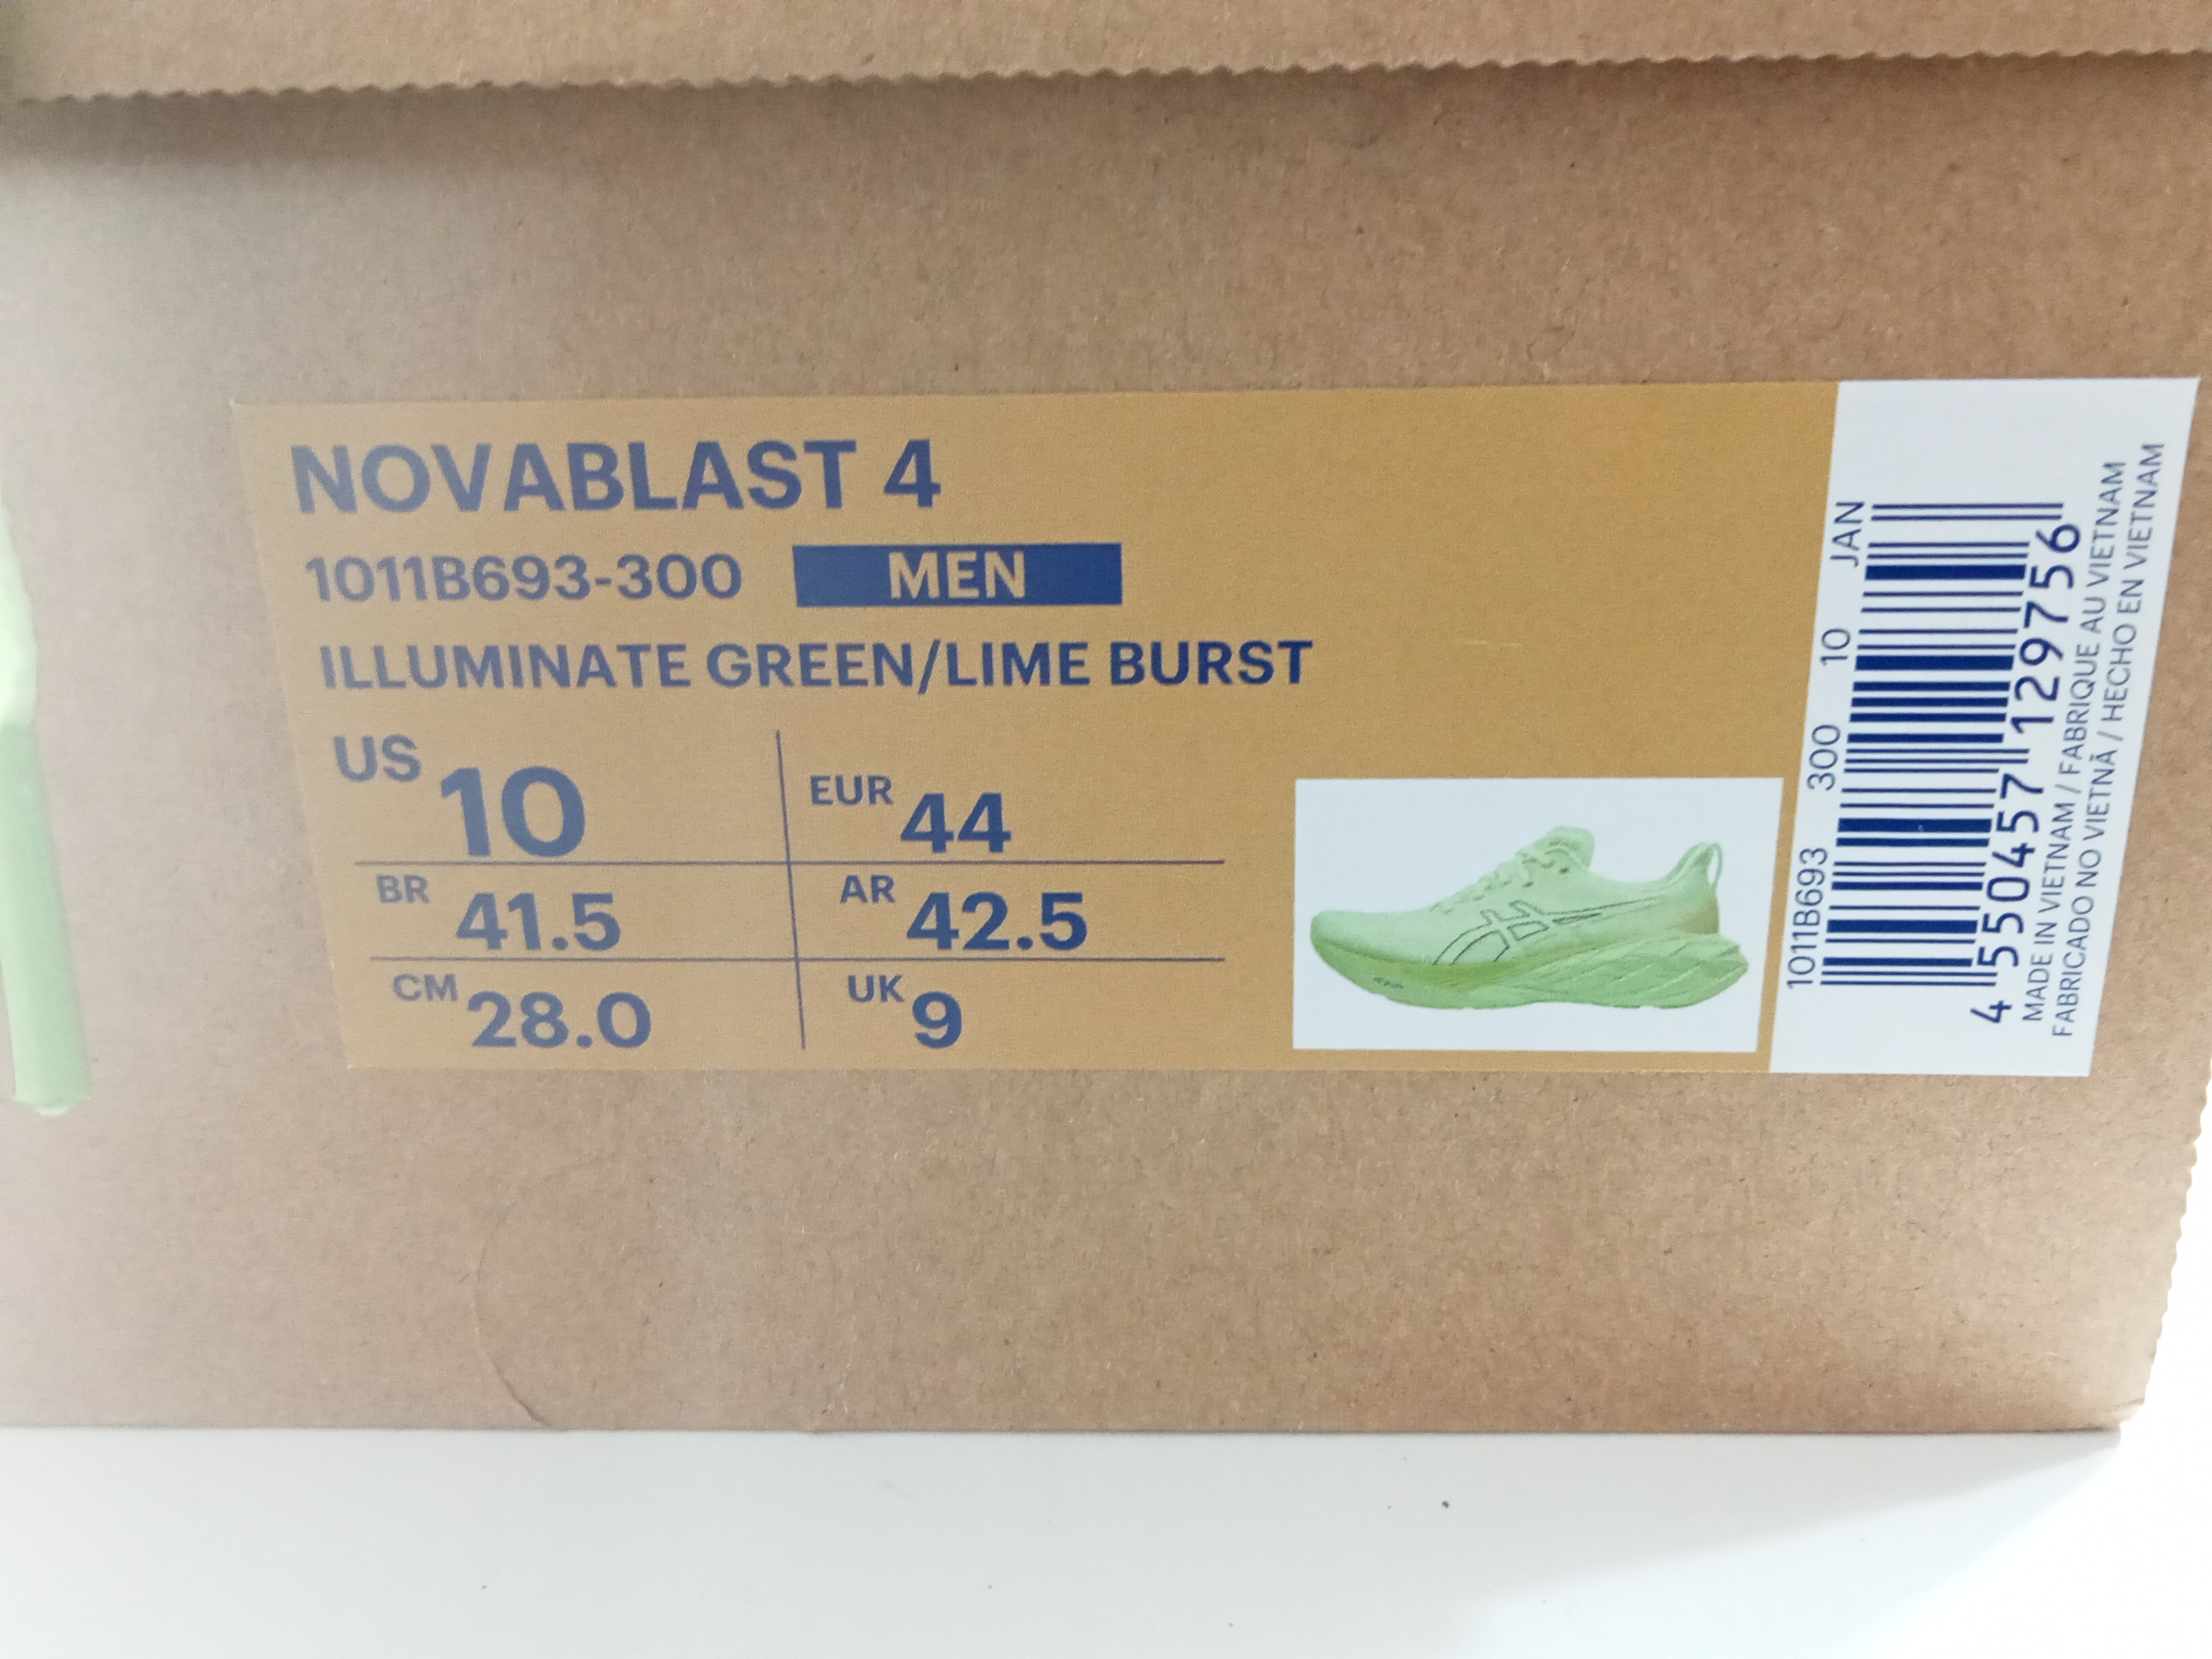 NOVABLAST 4
1011B693-300 MEN
ILLUMINATE GREEN/LIME BURST
US 10 EUR 44
BR 41.5 AR 42.5
CM 28.0 UK 9
1011B693 300 10 JAN
4 550457 129756
MADE IN VIETNAM / FABRIQUE AU VIETNAM
FABRICADO NO VIETNÃ / HECHO EN VIETNAM